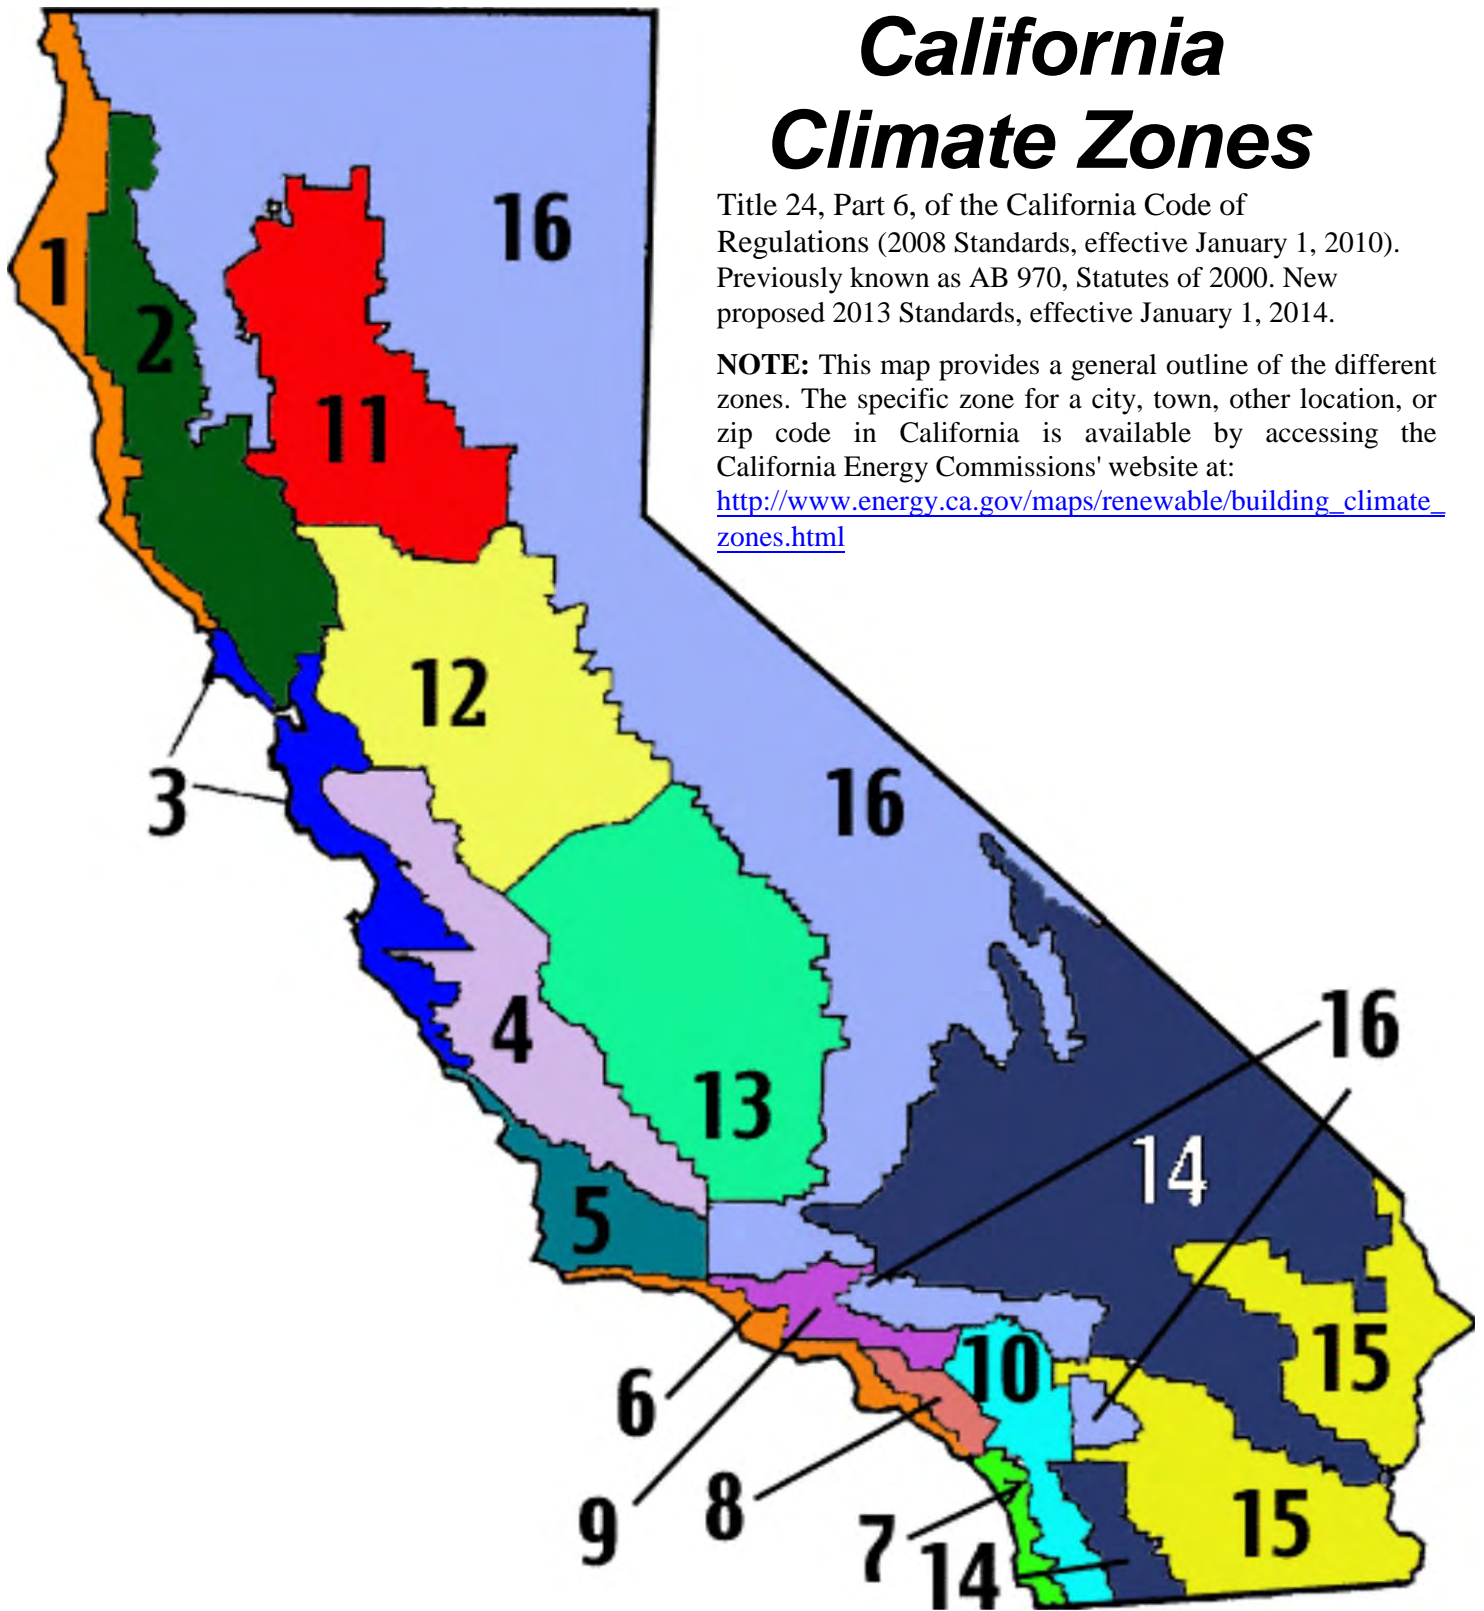 California
Climate Zones
Title 24, Part 6, of the California Code of
Regulations (2008 Standards, effective January 1, 2010).
Previously known as AB 970, Statutes of 2000. New
proposed 2013 Standards, effective January 1, 2014.
NOTE: This map provides a general outline of the different
zones. The specific zone for a city, town, other location, or
zip code in California is available by accessing the
California Energy Commissions' website at:
http://www.energy.ca.gov/maps/renewable/building_climate_
zones.html
16
1
2
11
12
3
16
4
16
13
14
5
15
10
6
8
9
7
15
14